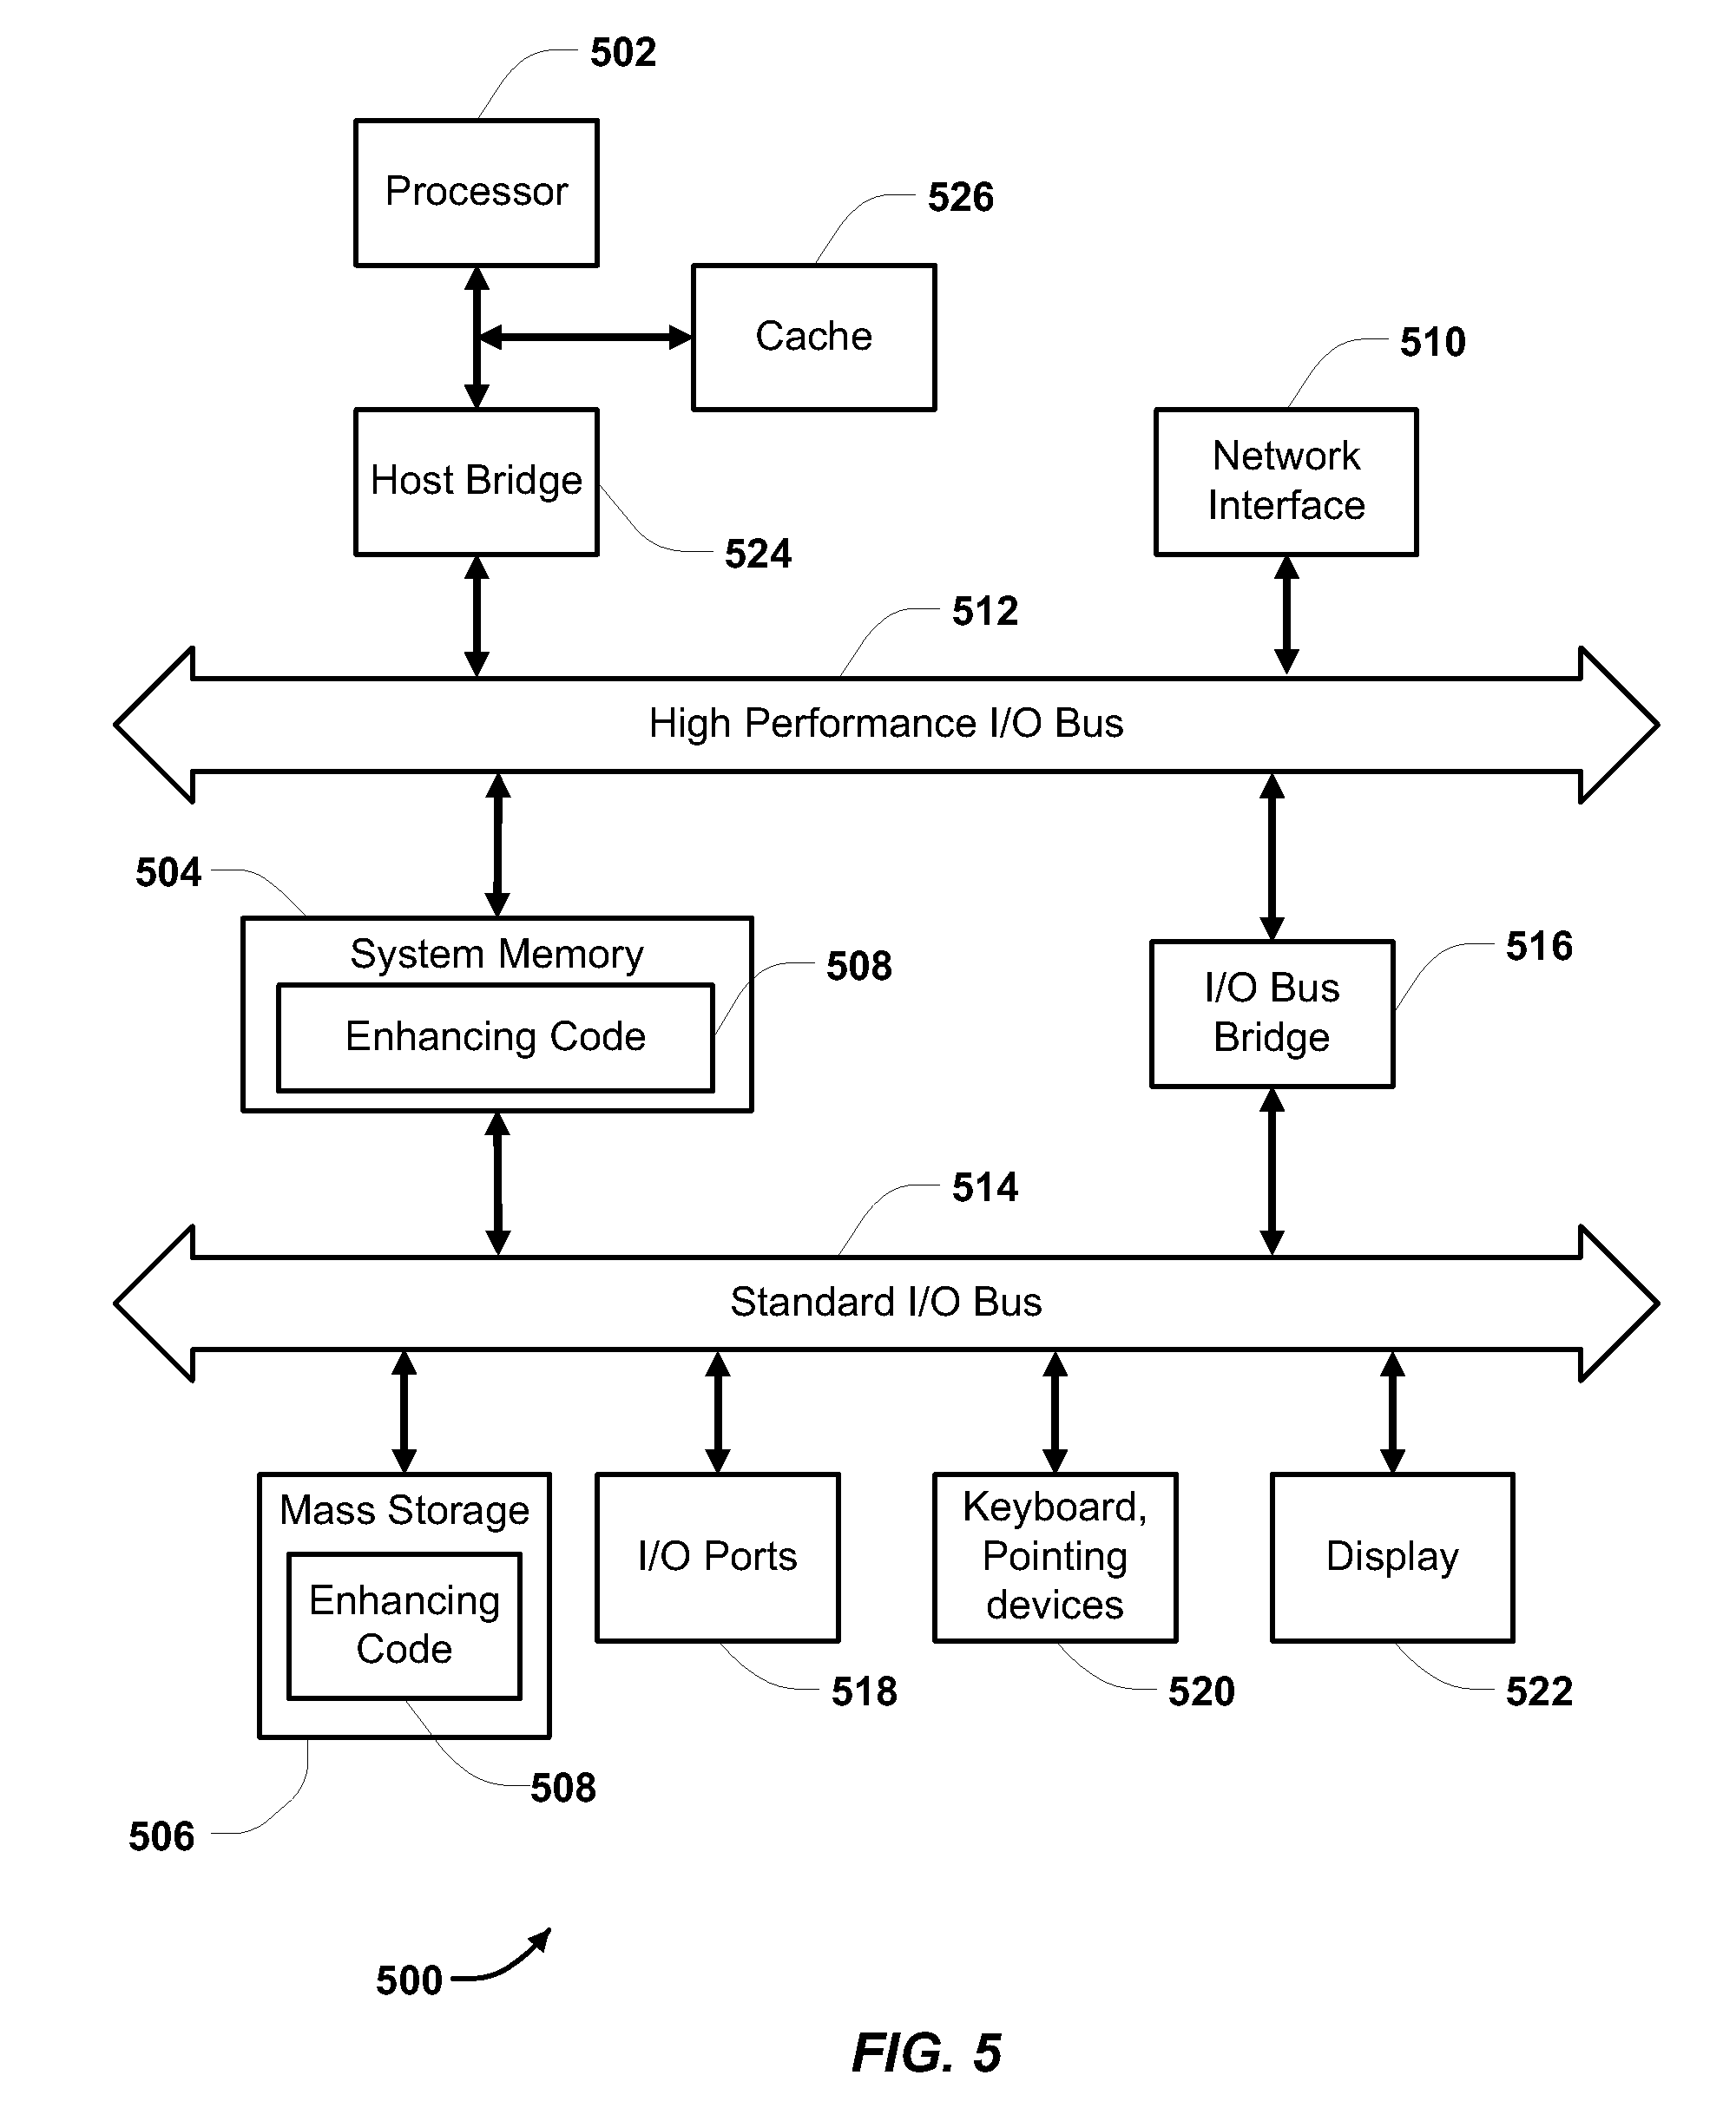 502
Processor
526
Cache
510
Network
Interface
Host Bridge
524
512
High Performance I/O Bus
504
System Memory
508
Enhancing Code
516
I/O Bus
Bridge
514
Standard I/O Bus
Mass Storage
Enhancing
Code
I/O Ports
Keyboard,
Pointing
devices
Display
518
520
522
508
506
500
FIG. 5